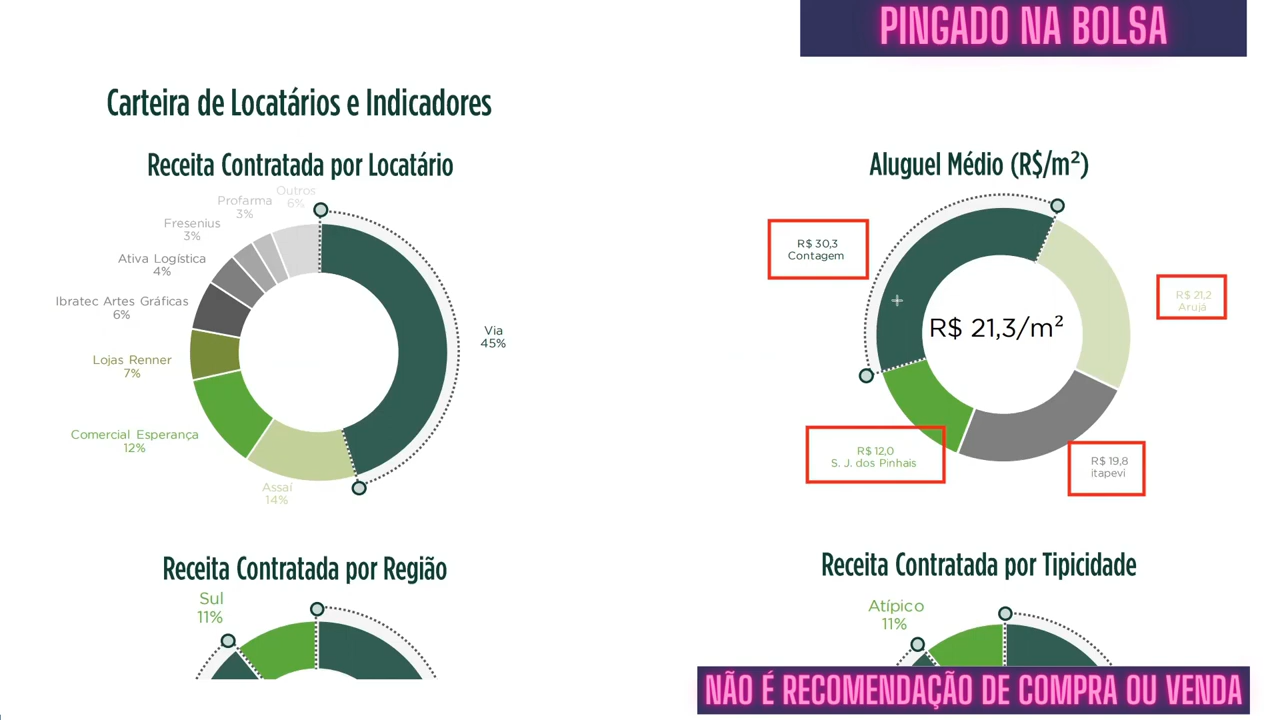 PINGADO NA BOLSA
Carteira de Locatários e Indicadores
Receita Contratada por Locatário
Outros
6%
Profarma
3%
Fresenius
3%
Ativa Logística
4%
Ibratec Artes Gráficas
6%
Lojas Renner
7%
Comercial Esperança
12%
Assaí
14%
Via
45%
Aluguel Médio (R$/m²)
R$ 30,3
Contagem
R$ 21,2
Arujá
R$ 21,3/m²
R$ 12,0
S. J. dos Pinhais
R$ 19,8
itapevi
Receita Contratada por Região
Sul
11%
Receita Contratada por Tipicidade
Atípico
11%
NÃO É RECOMENDAÇÃO DE COMPRA OU VENDA